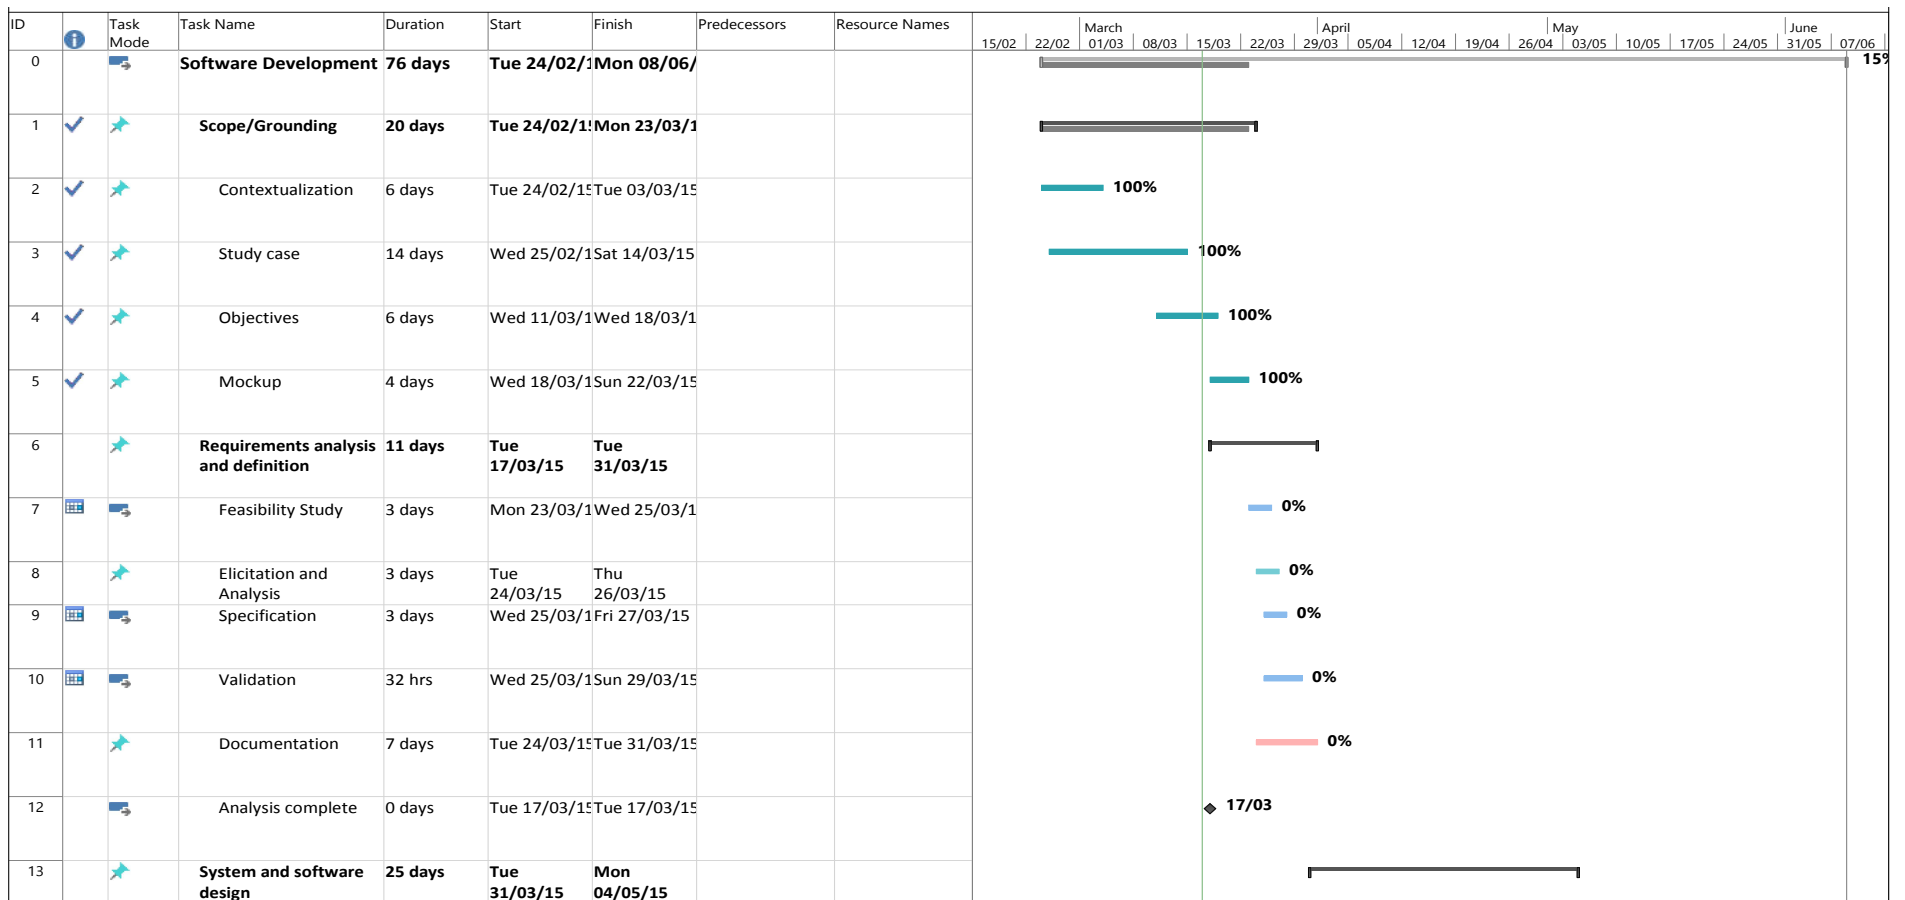 ID Task Mode Task Name Duration Start Finish Predecessors Resource Names
March April May June
15/02 22/02 01/03 08/03 15/03 22/03 29/03 05/04 12/04 19/04 26/04 03/05 10/05 17/05 24/05 31/05 07/06
0 Software Development 76 days Tue 24/02/1 Mon 08/06/ 15%
1 Scope/Grounding 20 days Tue 24/02/15 Mon 23/03/1
2 Contextualization 6 days Tue 24/02/15 Tue 03/03/15 100%
3 Study case 14 days Wed 25/02/1 Sat 14/03/15 100%
4 Objectives 6 days Wed 11/03/1 Wed 18/03/1 100%
5 Mockup 4 days Wed 18/03/1 Sun 22/03/15 100%
6 Requirements analysis 11 days Tue Tue
and definition 17/03/15 31/03/15
7 Feasibility Study 3 days Mon 23/03/1 Wed 25/03/1 0%
8 Elicitation and 3 days Tue Thu 0%
Analysis 24/03/15 26/03/15
9 Specification 3 days Wed 25/03/1 Fri 27/03/15 0%
10 Validation 32 hrs Wed 25/03/1 Sun 29/03/15 0%
11 Documentation 7 days Tue 24/03/15 Tue 31/03/15 0%
12 Analysis complete 0 days Tue 17/03/15 Tue 17/03/15 17/03
13 System and software 25 days Tue Mon
design 31/03/15 04/05/15